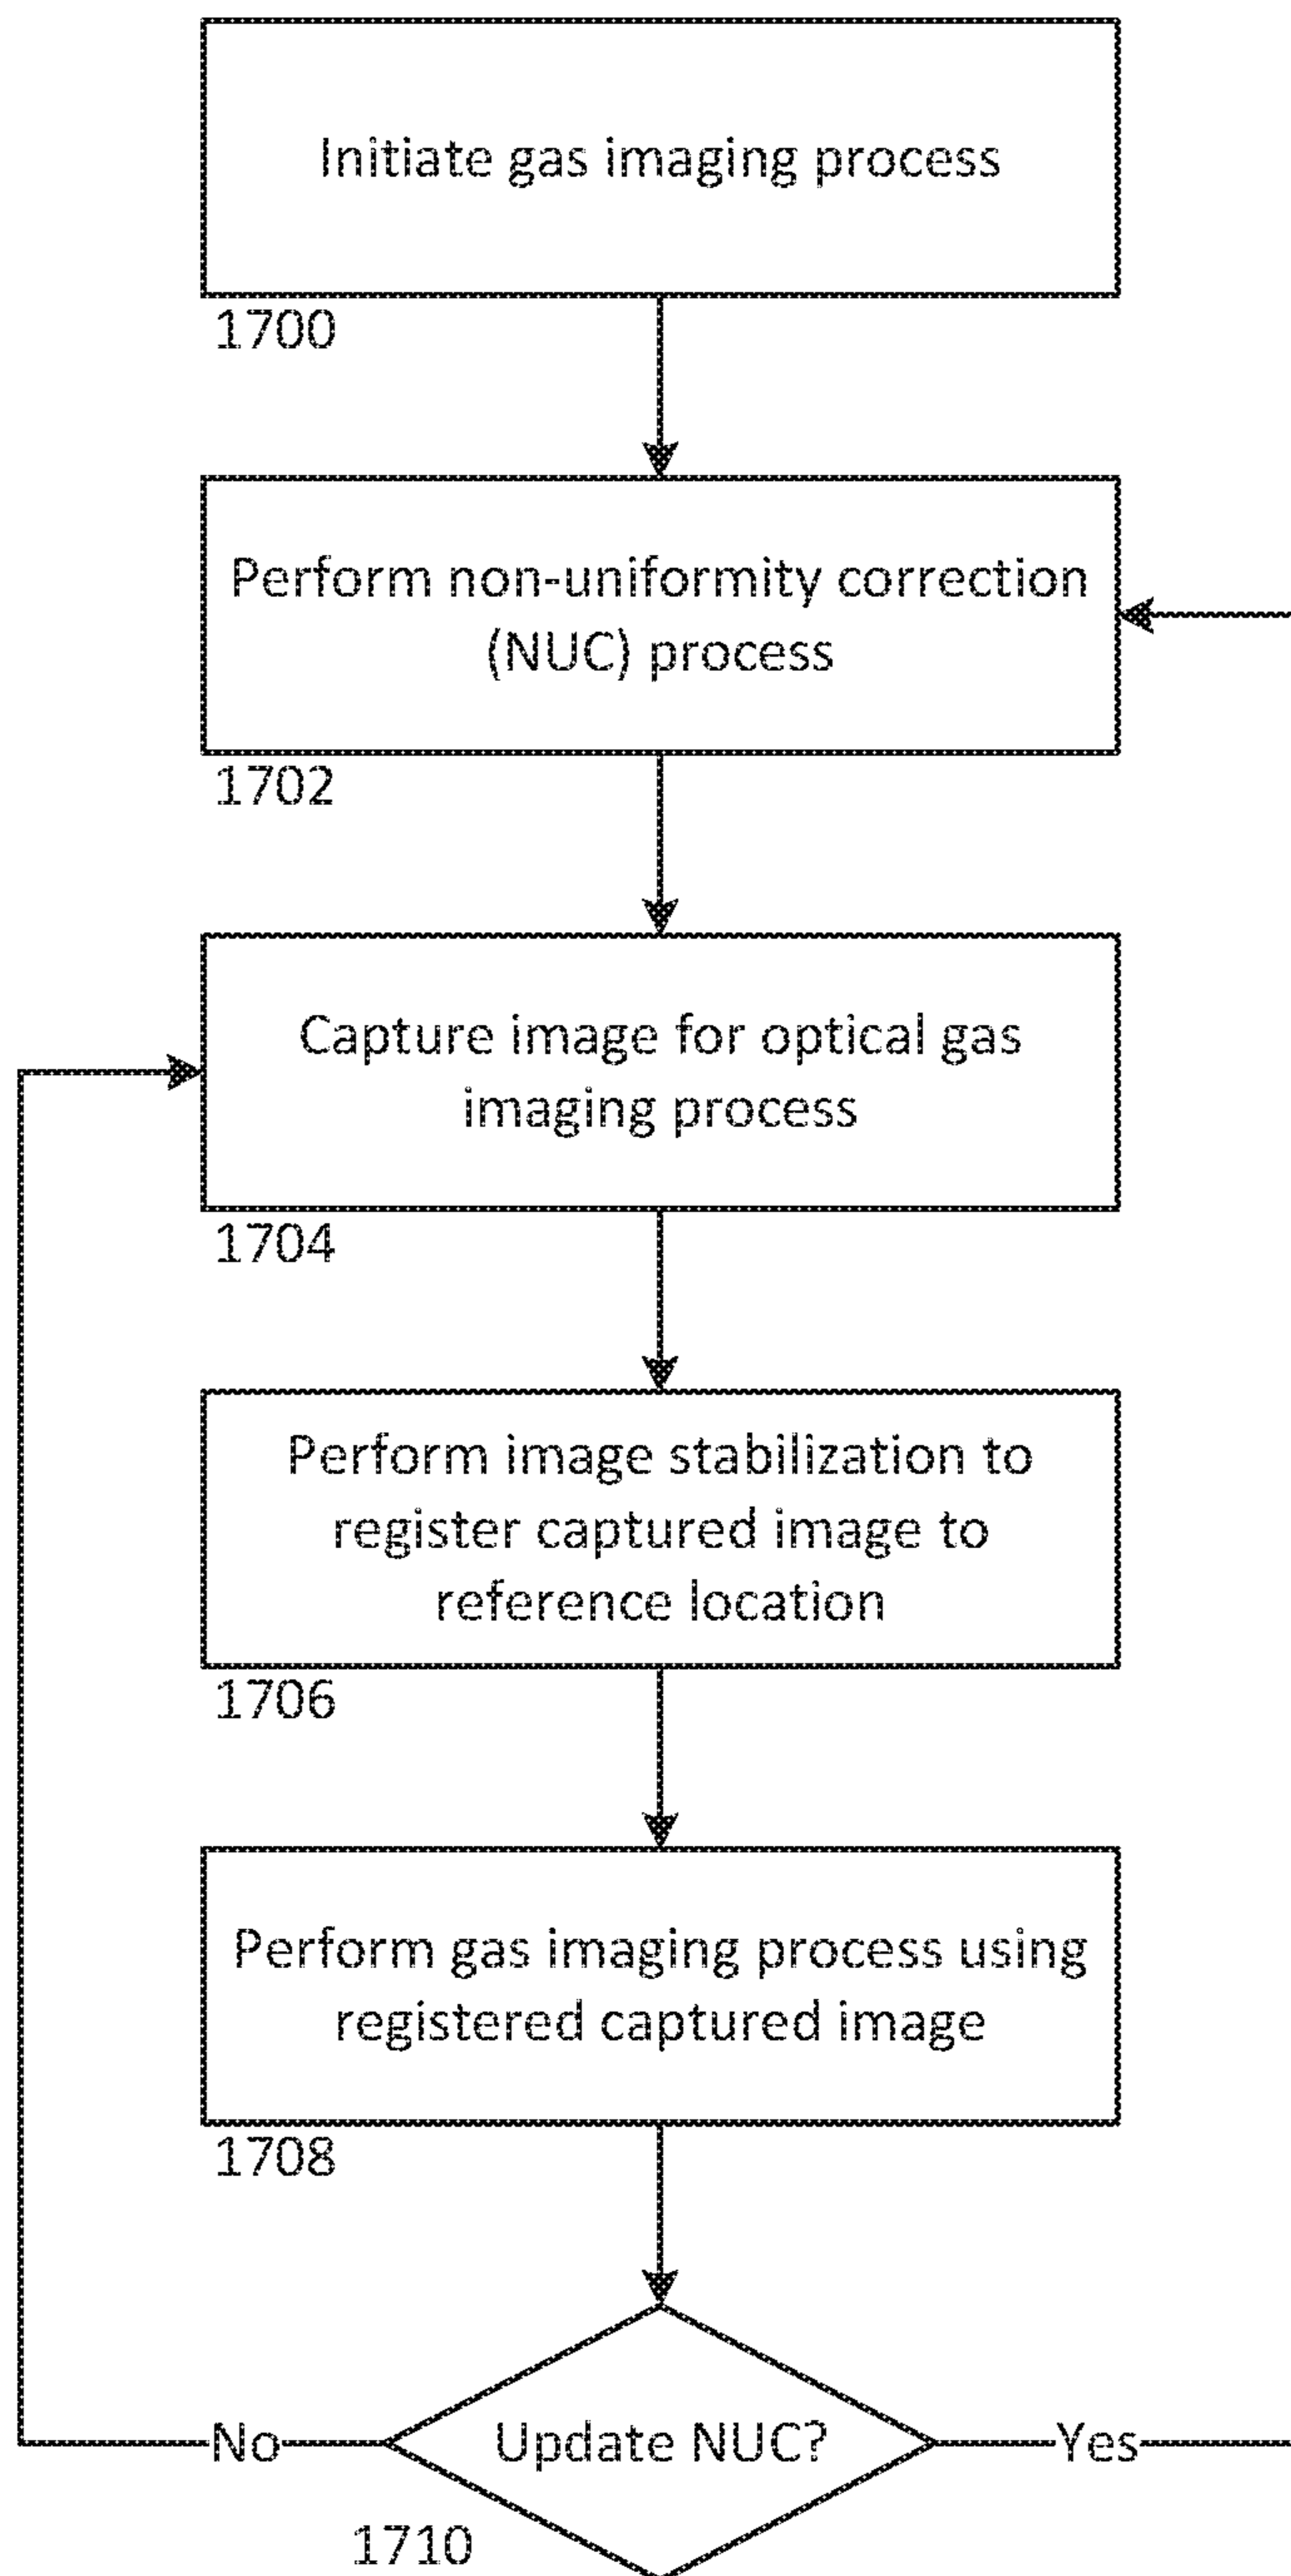 Initiate gas imaging process
1700
Perform non-uniformity correction
(NUC) process
1702
Capture image for optical gas
imaging process
1704
Perform image stabilization to
register captured image to
reference location
1706
Perform gas imaging process using
registered captured image
1708
No
Update NUC?
Yes
1710